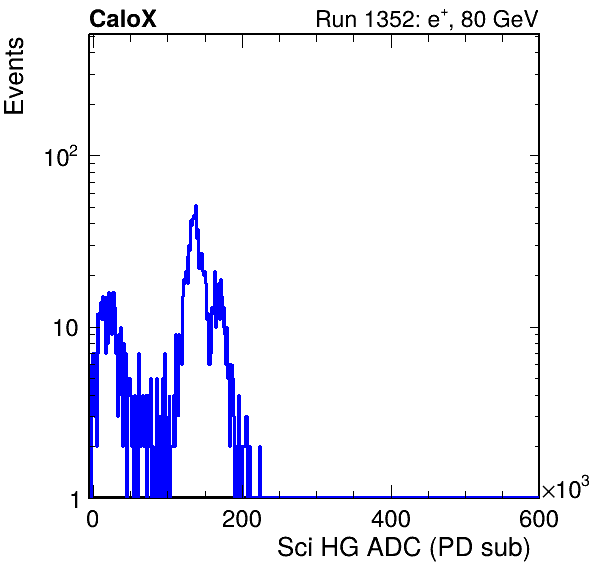 CaloX Run 1352: e⁺, 80 GeV
Events
10²
10
1
0 200 400 600
×10³
Sci HG ADC (PD sub)